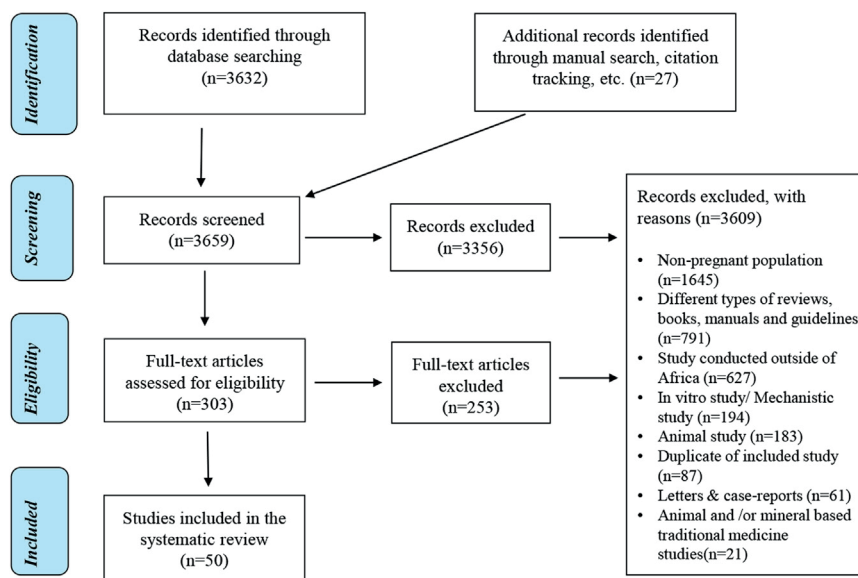 Identification
Records identified through
database searching
(n=3632)
Additional records identified
through manual search, citation
tracking, etc. (n=27)
Screening
Records screened
(n=3659)
Records excluded
(n=3356)
Records excluded, with
reasons (n=3609)
• Non-pregnant population
(n=1645)
• Different types of reviews,
books, manuals and guidelines
(n=791)
• Study conducted outside of
Africa (n=627)
• In vitro study/ Mechanistic
study (n=194)
• Animal study (n=183)
• Duplicate of included study
(n=87)
• Letters & case-reports (n=61)
• Animal and /or mineral based
traditional medicine
studies(n=21)
Eligibility
Full-text articles
assessed for eligibility
(n=303)
Full-text articles
excluded
(n=253)
Included
Studies included in the
systematic review
(n=50)